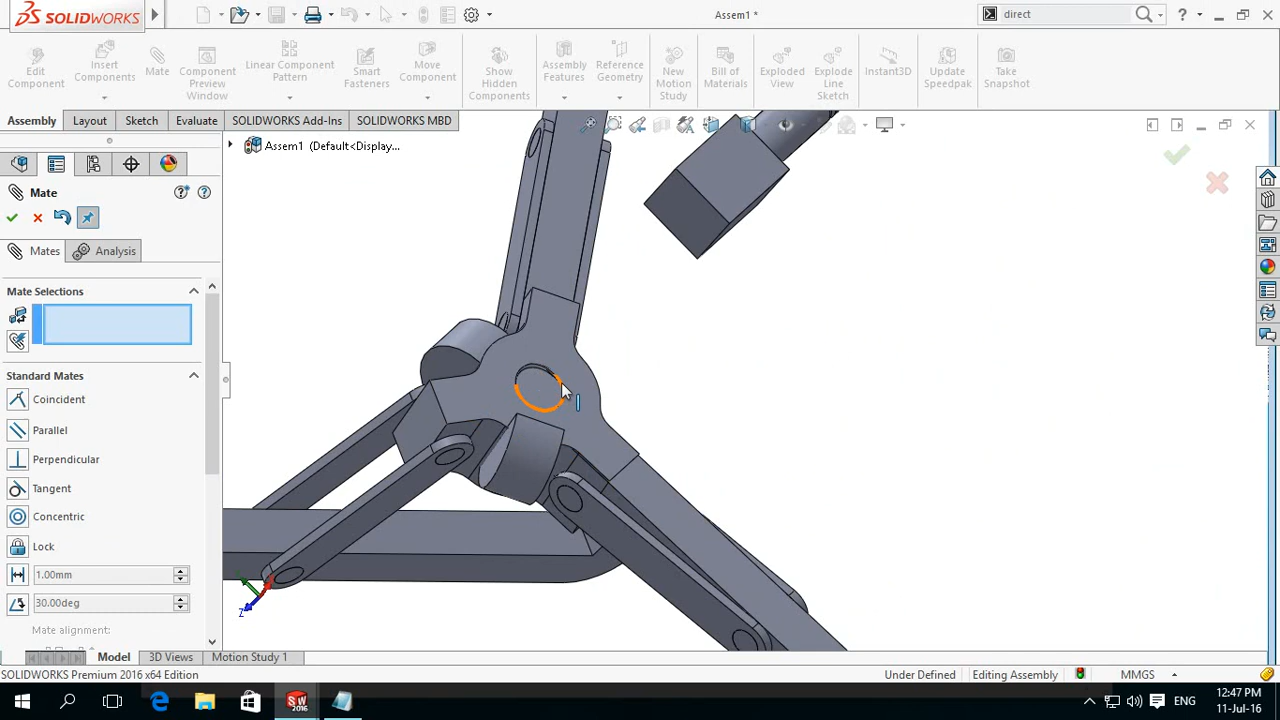 SOLIDWORKS
Assem1 *
direct
Edit Component
Insert Components
Mate
Component Preview Window
Linear Component Pattern
Smart Fasteners
Move Component
Show Hidden Components
Assembly Features
Reference Geometry
New Motion Study
Bill of Materials
Exploded View
Explode Line Sketch
Instant3D
Update Speedpak
Take Snapshot
Assembly Layout Sketch Evaluate SOLIDWORKS Add-Ins SOLIDWORKS MBD
Assem1 (Default<Display...
Mate
Mates Analysis
Mate Selections
Standard Mates
Coincident
Parallel
Perpendicular
Tangent
Concentric
Lock
1.00mm
30.00deg
Mate alignment:
Z
Model 3D Views Motion Study 1
SOLIDWORKS Premium 2016 x64 Edition Under Defined Editing Assembly MMGS
SW 2016 ENG 12:47 PM
11-Jul-16